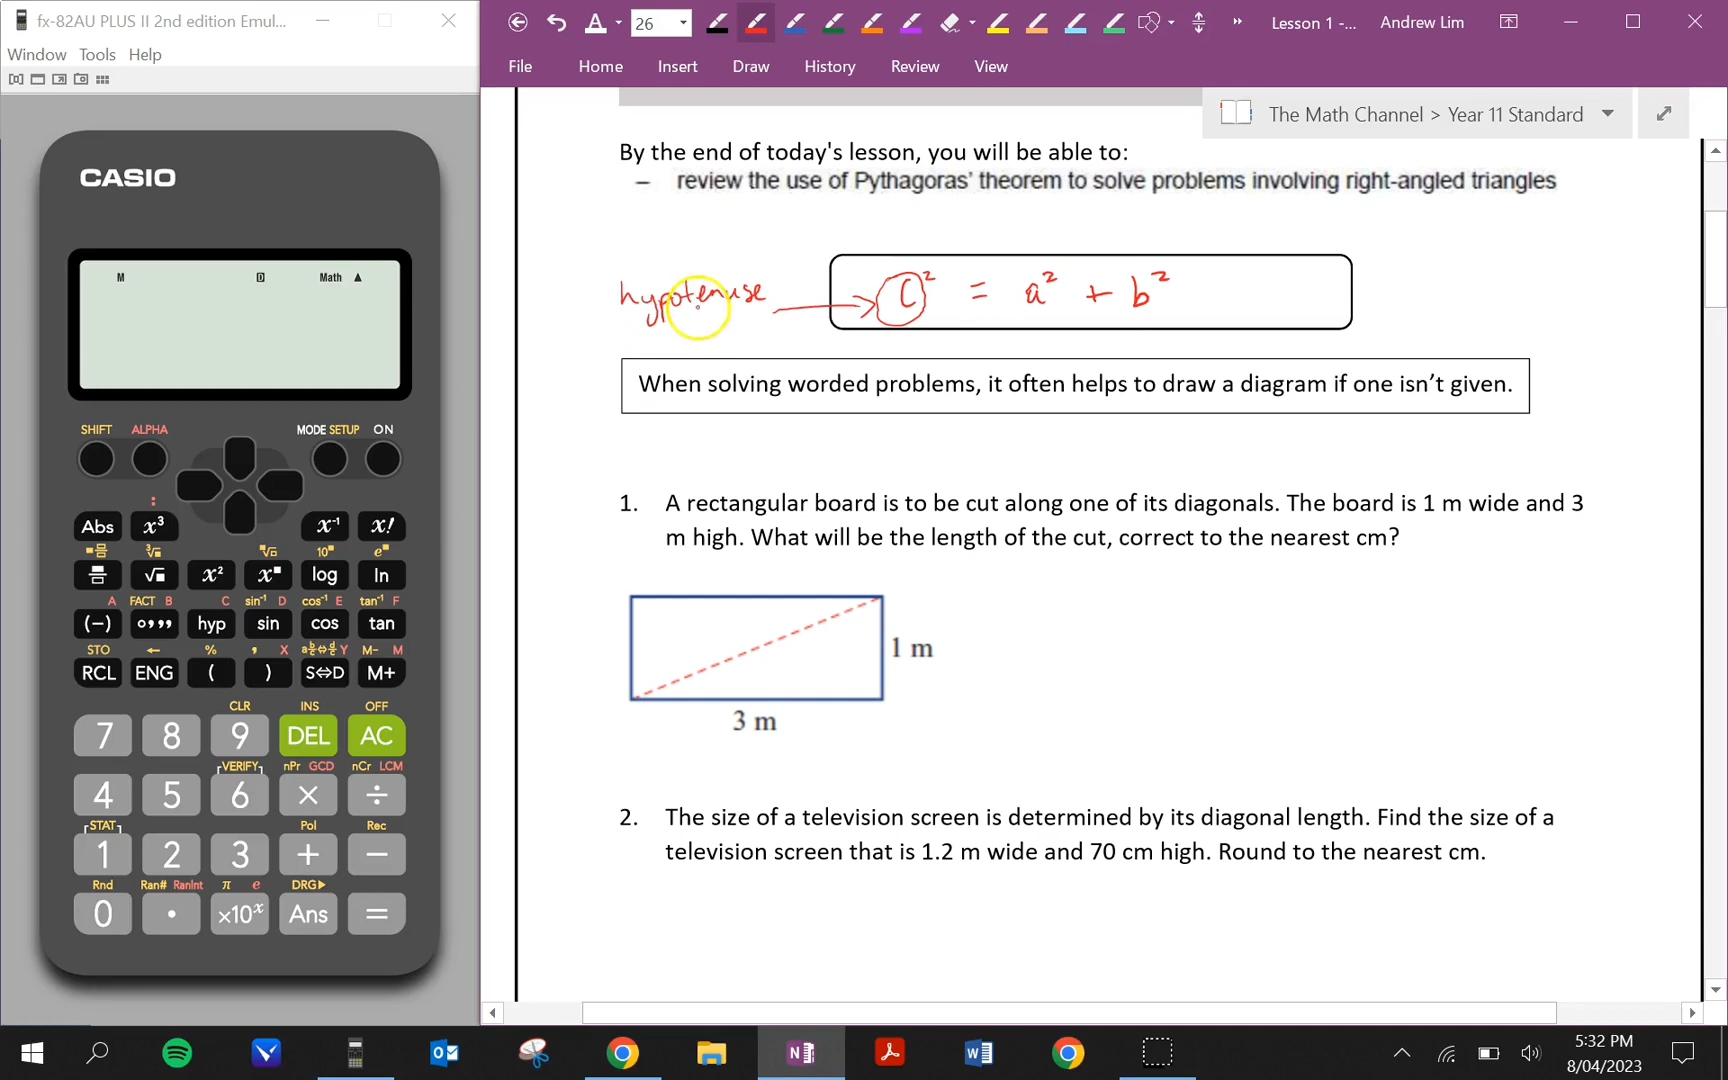 fx-82AU PLUS II 2nd edition Emul...
Window Tools Help
26
Lesson 1 -...
Andrew Lim
File Home Insert Draw History Review View
The Math Channel > Year 11 Standard
By the end of today's lesson, you will be able to:
– review the use of Pythagoras' theorem to solve problems involving right-angled triangles
hypotenuse
c² = a² + b²
When solving worded problems, it often helps to draw a diagram if one isn't given.
1. A rectangular board is to be cut along one of its diagonals. The board is 1 m wide and 3
m high. What will be the length of the cut, correct to the nearest cm?
1 m
3 m
2. The size of a television screen is determined by its diagonal length. Find the size of a
television screen that is 1.2 m wide and 70 cm high. Round to the nearest cm.
CASIO
M D Math ▲
SHIFT ALPHA MODE SETUP ON
:
Abs x³ x⁻¹ x!
³√■ ■√□ 10■ e■
√■ x² x■ log ln
A FACT B C sin⁻¹ D cos⁻¹ E tan⁻¹ F
(−) °,,, hyp sin cos tan
STO ← % , X Y M− M
RCL ENG ( ) S⇔D M+
CLR INS OFF
7 8 9 DEL AC
VERIFY nPr GCD nCr LCM
4 5 6 × ÷
STAT Pol Rec
1 2 3 + −
Rnd Ran# RanInt π e DRG▶
0 • ×10ˣ Ans =
5:32 PM
8/04/2023